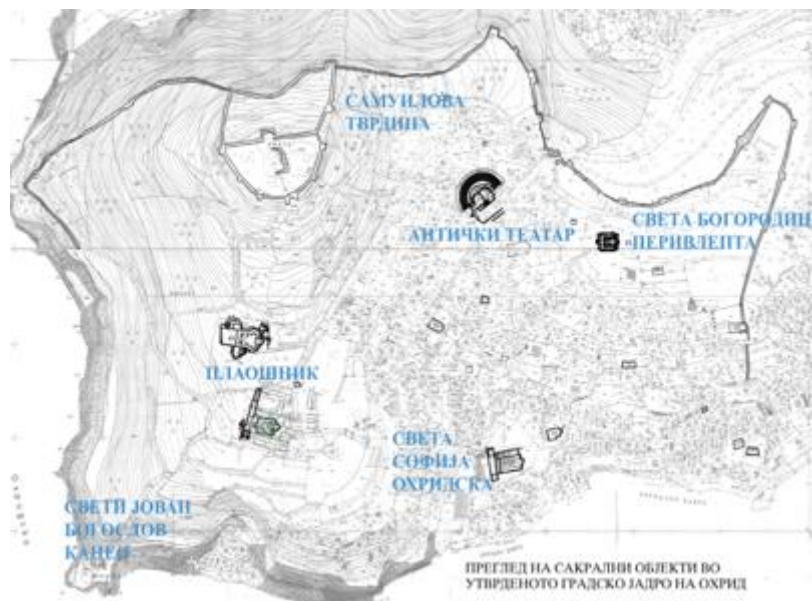 САМУИЛОВА
ТВРДИНА
АНТИЧКИ ТЕАТАР
СВЕТА БОГОРОДИЦ
ПЕРИВЛЕПТА
ПЛАОШНИК
СВЕТА
СОФИЈА
ОХРИДСКА
СВЕТИ ЈОВАН
БОГОСЛОВ
КАНЕО
ПРЕГЛЕД НА САКРАЛНИ ОБЈЕКТИ ВО
УТВРДЕНОТО ГРАДСКО ЈАДРО НА ОХРИД